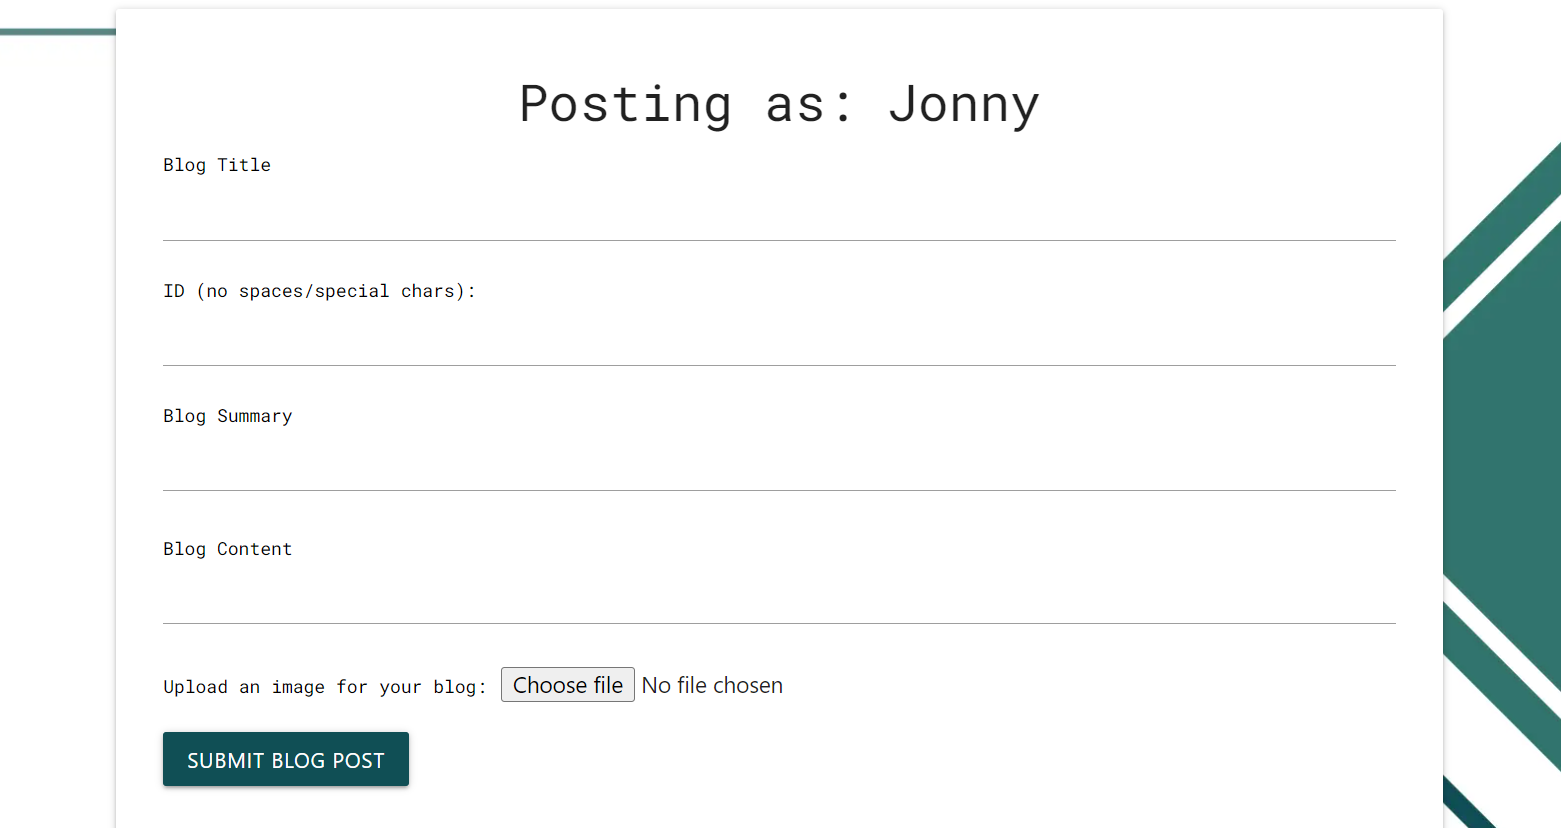 Posting as: Jonny
Blog Title
ID (no spaces/special chars):
Blog Summary
Blog Content
Upload an image for your blog: Choose file No file chosen
SUBMIT BLOG POST